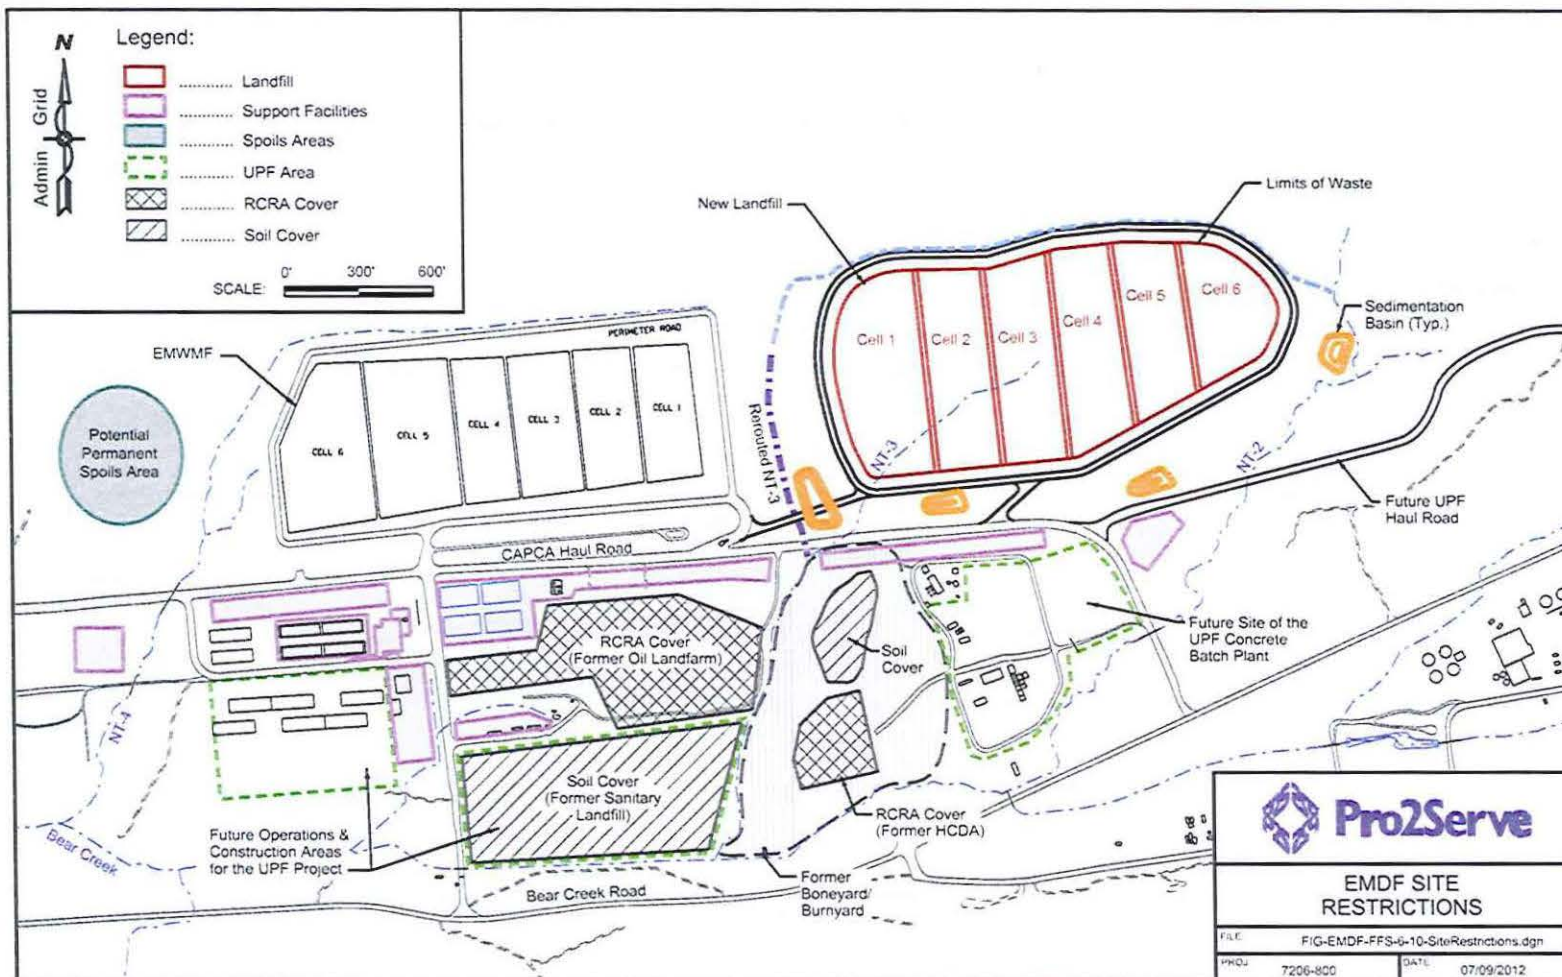 Legend:
N
Admin Grid
Landfill
Support Facilities
Spoils Areas
UPF Area
RCRA Cover
Soil Cover
SCALE:
0' 300' 600'
New Landfill
Limits of Waste
Cell 1
Cell 2
Cell 3
Cell 4
Cell 5
Cell 6
Sedimentation
Basin (Typ.)
EMWMF
PERIMETER ROAD
CELL 6
CELL 5
CELL 4
CELL 3
CELL 2
CELL 1
Potential
Permanent
Spoils Area
Rerouted NT-3
NT-3
NT-2
Future UPF
Haul Road
CAPCA Haul Road
RCRA Cover
(Former Oil Landfarm)
Soil
Cover
Future Site of the
UPF Concrete
Batch Plant
NT-4
Soil Cover
(Former Sanitary
Landfill)
RCRA Cover
(Former HCDA)
Future Operations &
Construction Areas
for the UPF Project
Bear Creek
Bear Creek Road
Former
Boneyard/
Burnyard
Pro2Serve
EMDF SITE
RESTRICTIONS
FILE FIG-EMDF-FFS-6-10-SiteRestrictions.dgn
PROJ 7206-800 DATE 07/09/2012